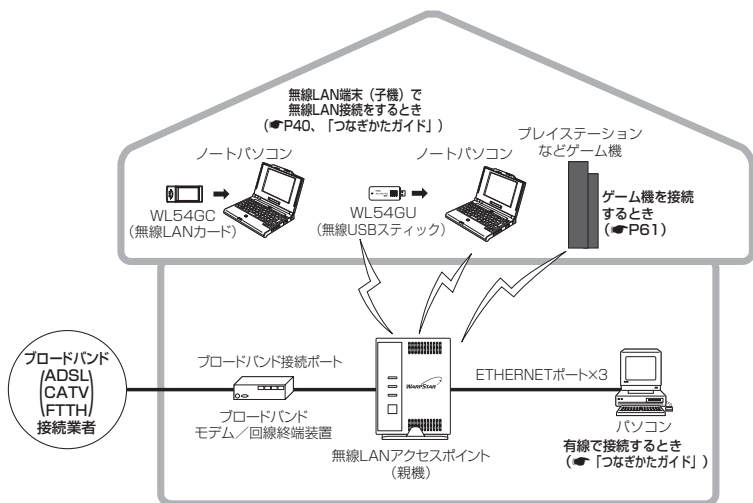 無線LAN端末（子機）で
無線LAN接続をするとき
（☛P40、「つなぎかたガイド」）
ノートパソコン
WL54GC
（無線LANカード）
ノートパソコン
WL54GU
（無線USBスティック）
プレイステーション
などゲーム機
ゲーム機を接続
するとき
（☛P61）
ブロードバンド
ADSL
CATV
FTTH
接続業者
ブロードバンド接続ポート
ブロードバンド
モデム／回線終端装置
WARPSTAR
無線LANアクセスポイント
（親機）
ETHERNETポート×3
パソコン
有線で接続するとき
（☛「つなぎかたガイド」）